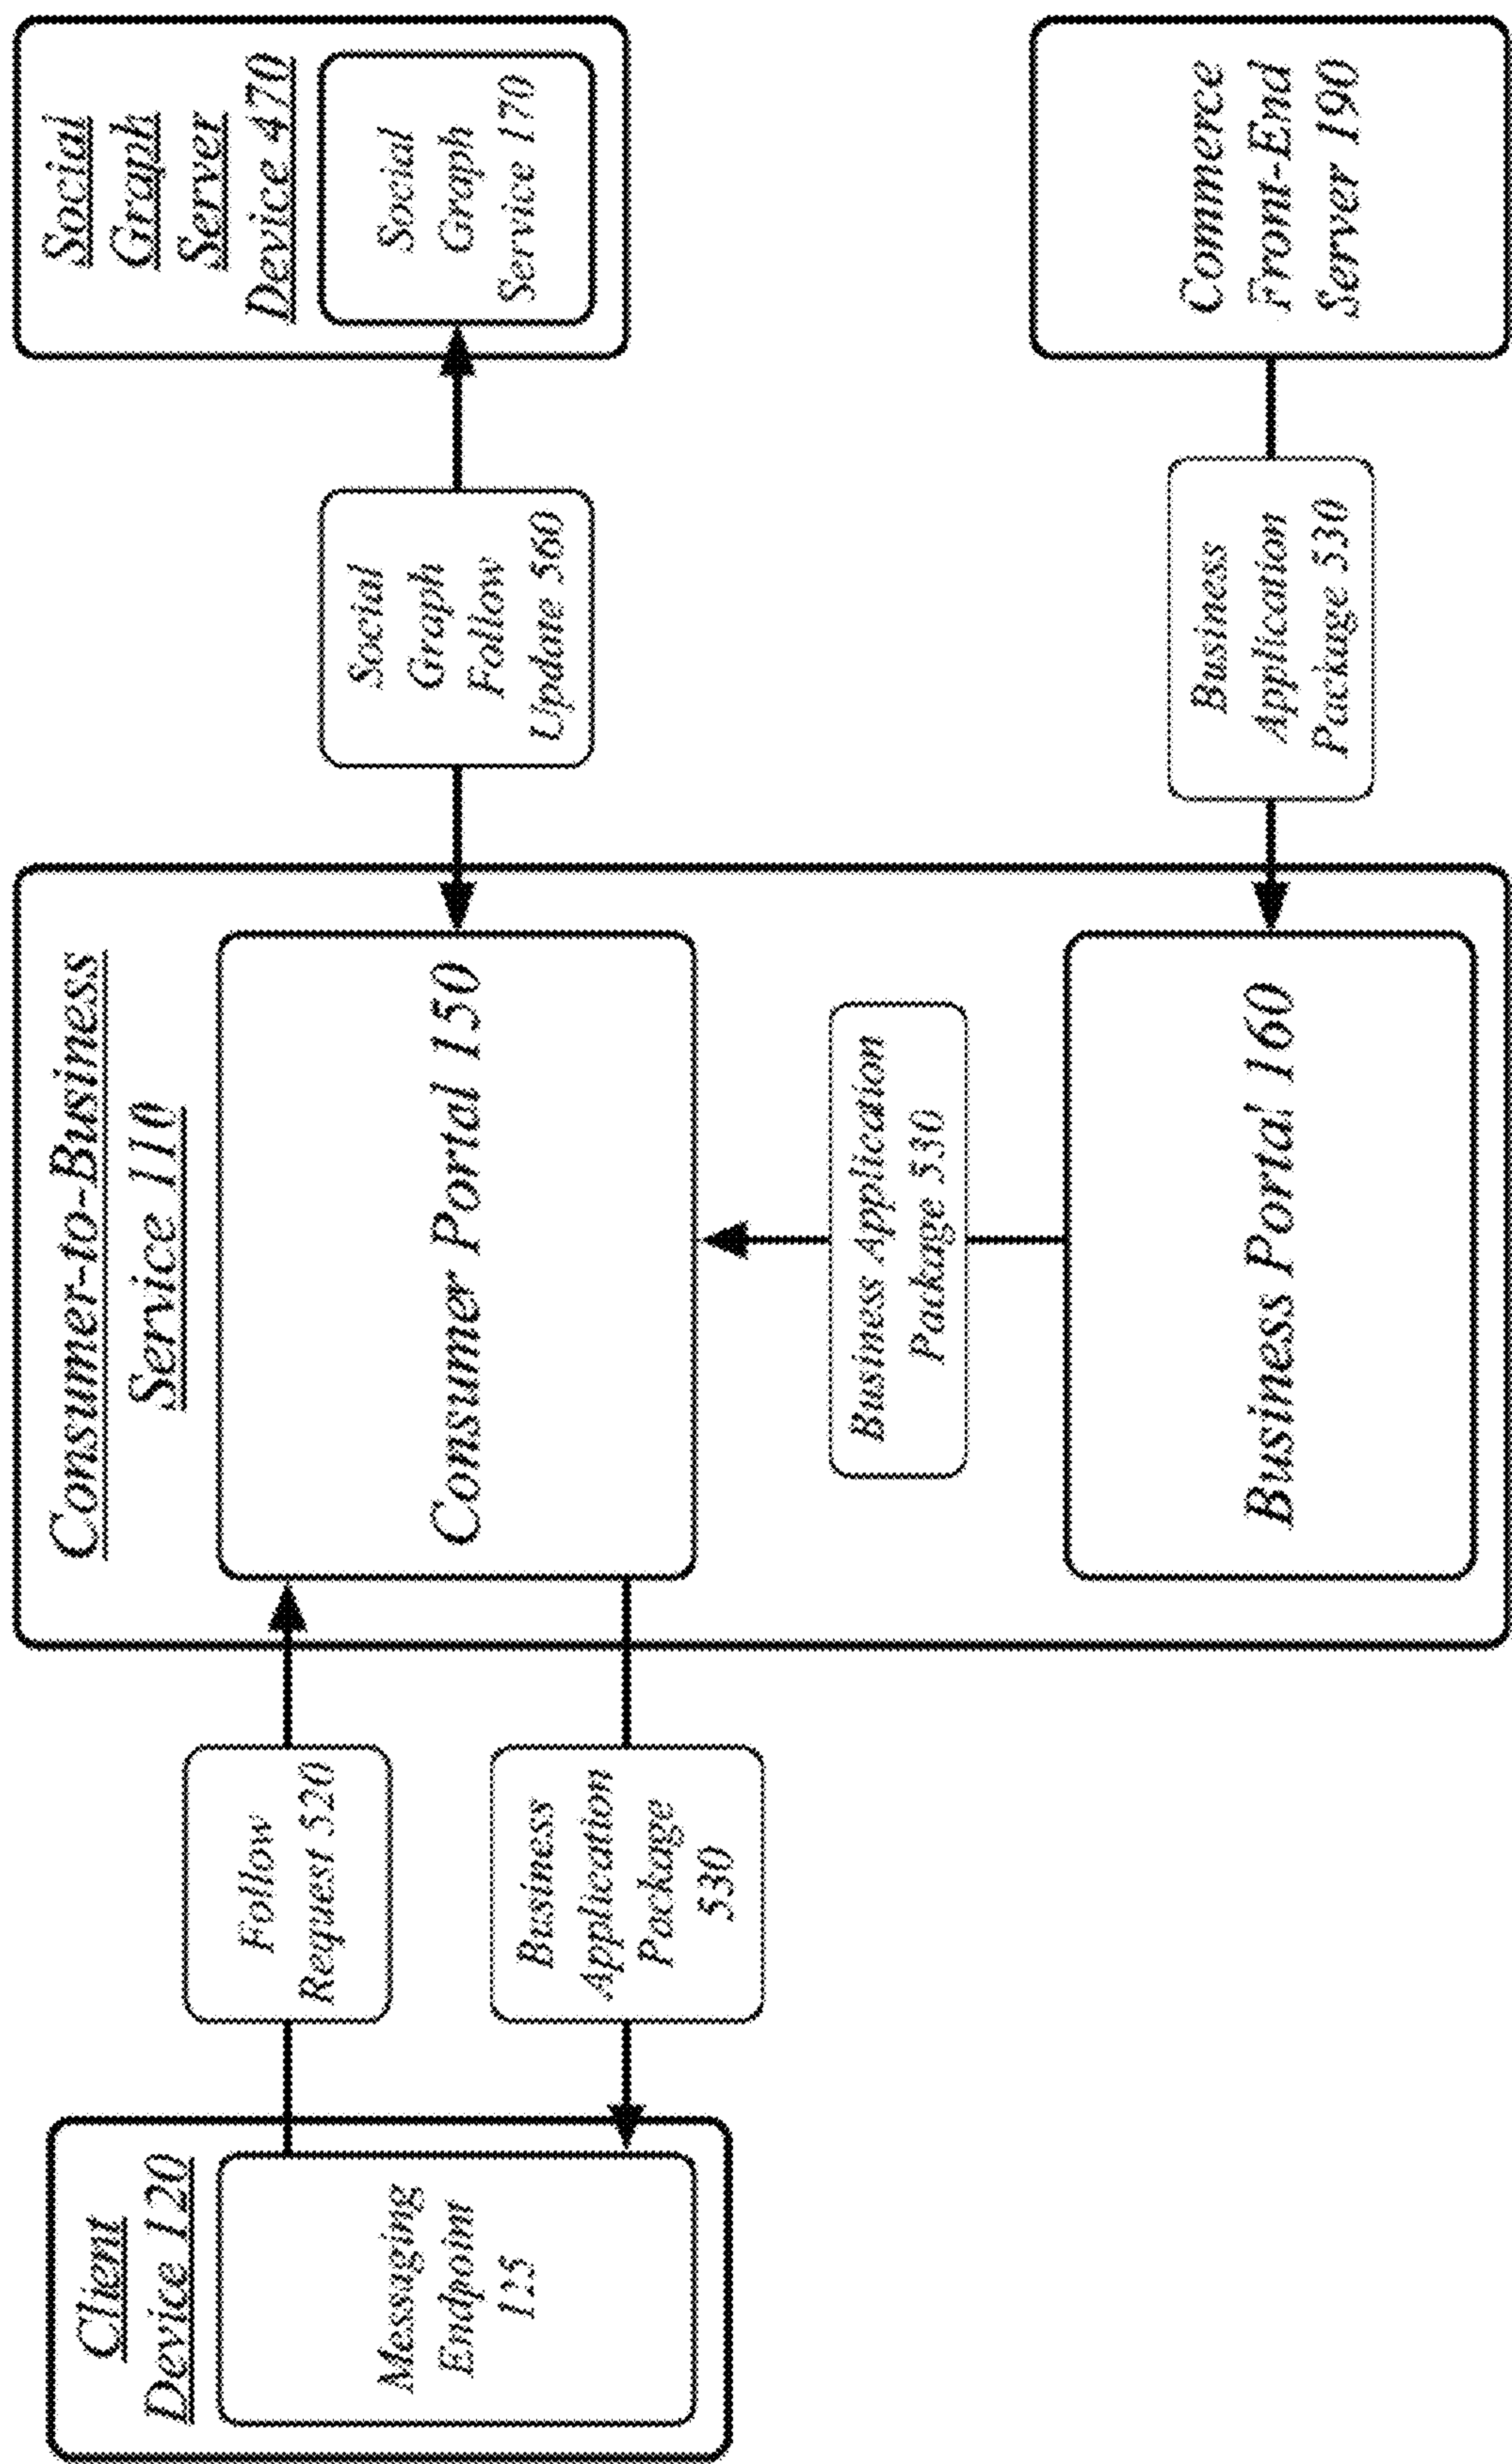 Client
Device 120
Messaging
Endpoint
125
Follow
Request 520
Business
Application
Package
530
Consumer-to-Business
Service 110
Consumer Portal 150
Business Application
Package 530
Business Portal 160
Social
Graph
Follow
Update 560
Business
Application
Package 530
Social
Graph
Server
Device 470
Social
Graph
Service 170
Commerce
Front-End
Server 190